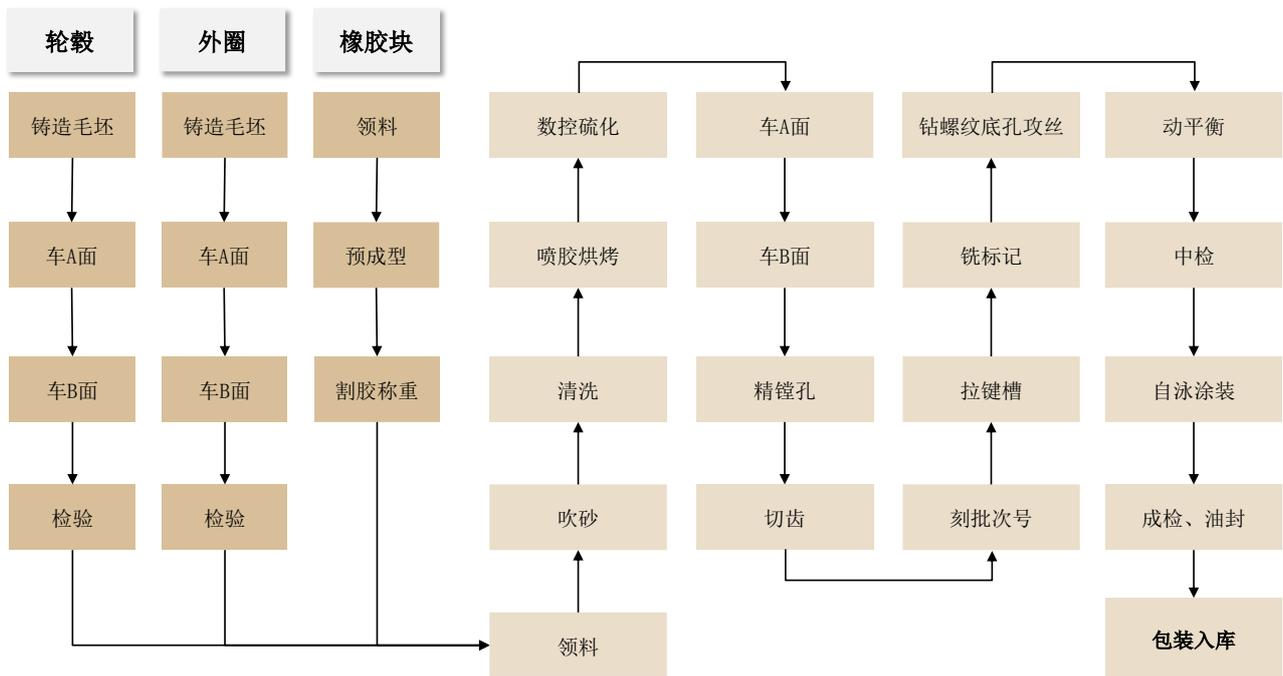 轮毂
外圈
橡胶块
铸造毛坯
车A面
车B面
检验
铸造毛坯
车A面
车B面
检验
领料
预成型
割胶称重
领料
吹砂
清洗
喷胶烘烤
数控硫化
车A面
车B面
精镗孔
切齿
刻批次号
拉键槽
铣标记
钻螺纹底孔攻丝
动平衡
中检
自泳涂装
成检、油封
包装入库